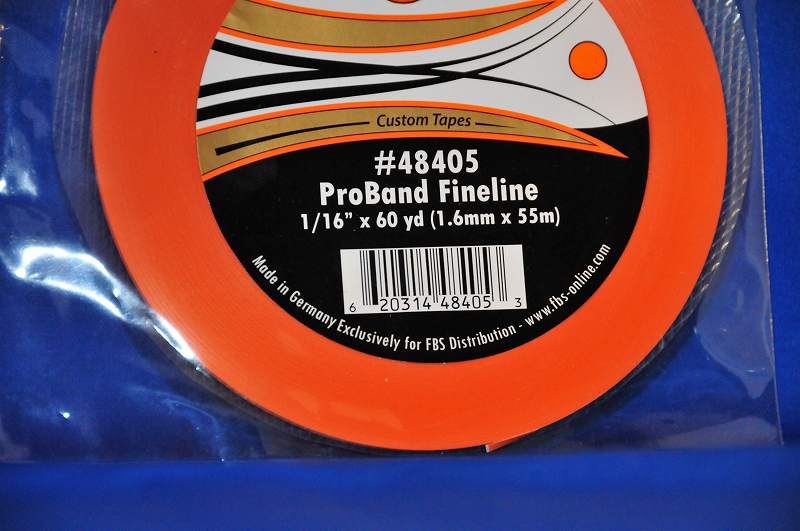 Custom Tapes
#48405
ProBand Fineline
1/16" x 60 yd (1.6mm x 55m)
6 20314 48405 3
Made in Germany Exclusively for FBS Distribution - www.fbs-online.com